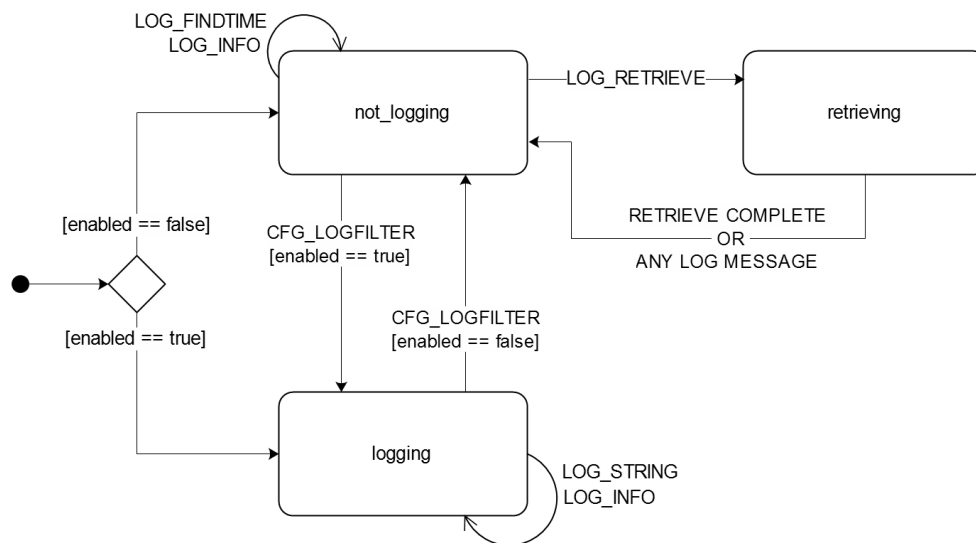 LOG_FINDTIME
LOG_INFO
not_logging
LOG_RETRIEVE
retrieving
[enabled == false]
CFG_LOGFILTER
[enabled == true]
RETRIEVE COMPLETE
OR
ANY LOG MESSAGE
[enabled == true]
CFG_LOGFILTER
[enabled == false]
logging
LOG_STRING
LOG_INFO